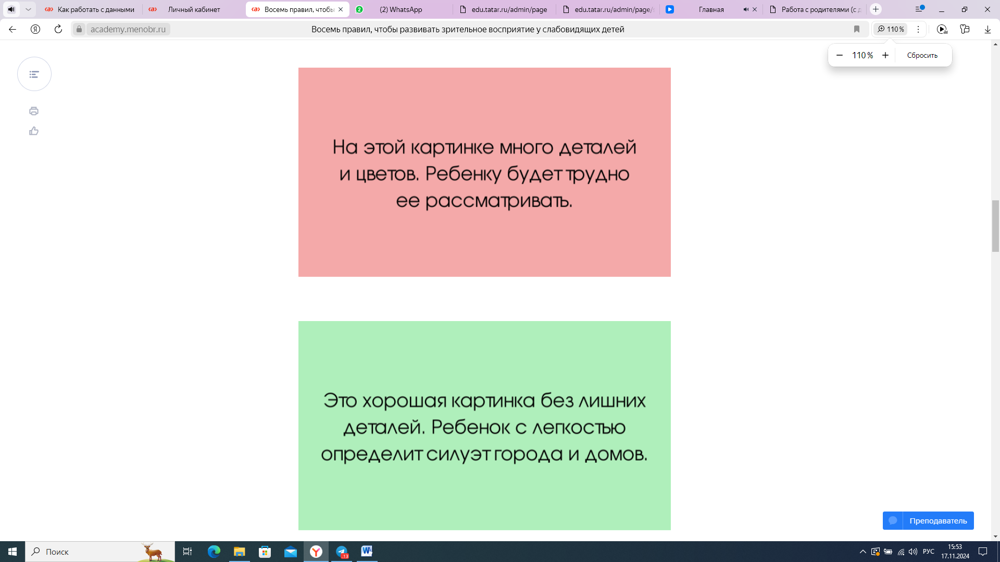 Как работать с данными
Личный кабинет
Восемь правил, чтобы
2
(2) WhatsApp
edu.tatar.ru/admin/page
edu.tatar.ru/admin/page/
Главная
Работа с родителями (с д
academy.menobr.ru
Восемь правил, чтобы развивать зрительное восприятие у слабовидящих детей
110 %
110 %
Сбросить
На этой картинке много деталей
и цветов. Ребенку будет трудно
ее рассматривать.
Это хорошая картинка без лишних
деталей. Ребенок с легкостью
определит силуэт города и домов.
Преподаватель
Поиск
РУС
15:53
17.11.2024